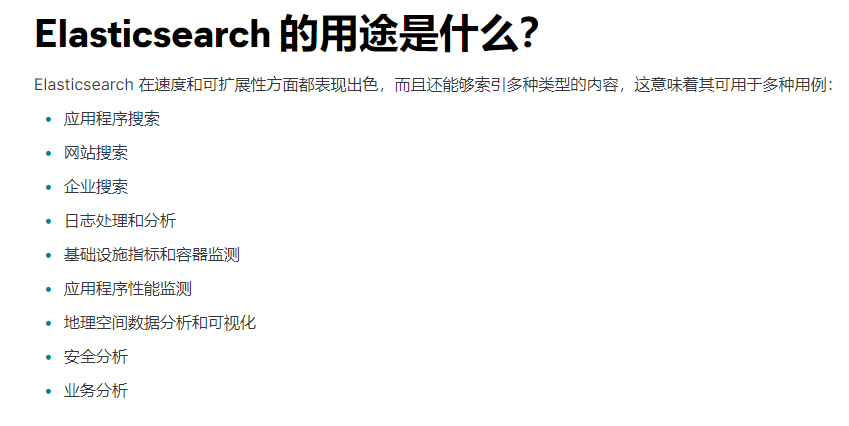 Elasticsearch 的用途是什么？
Elasticsearch 在速度和可扩展性方面都表现出色，而且还能够索引多种类型的内容，这意味着其可用于多种用例：
• 应用程序搜索
• 网站搜索
• 企业搜索
• 日志处理和分析
• 基础设施指标和容器监测
• 应用程序性能监测
• 地理空间数据分析和可视化
• 安全分析
• 业务分析